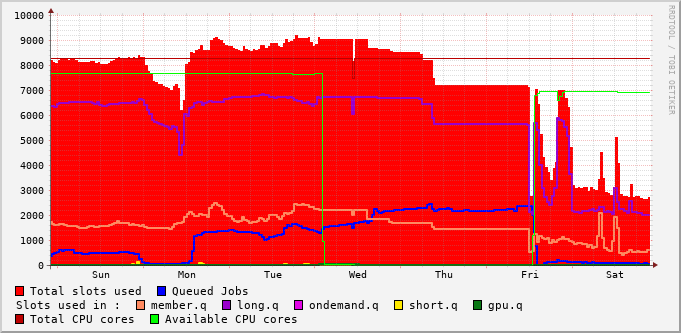 10000
9000
8000
7000
6000
5000
4000
3000
2000
1000
0
Sun Mon Tue Wed Thu Fri Sat
RRDTOOL / TOBI OETIKER
Total slots used Queued Jobs
Slots used in : member.q long.q ondemand.q short.q gpu.q
Total CPU cores Available CPU cores